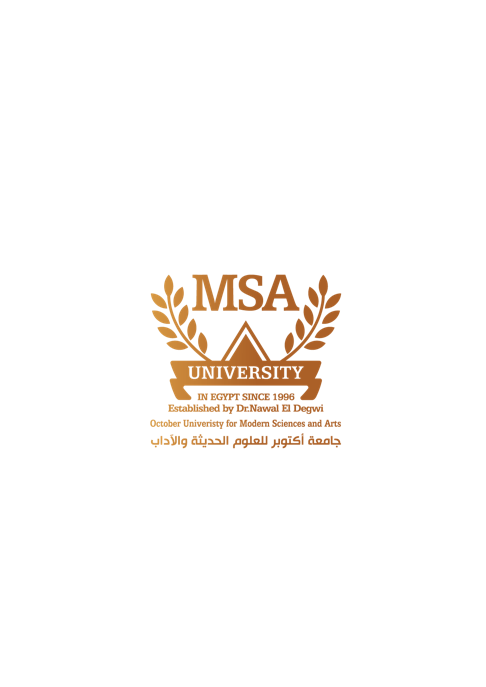 MSA
UNIVERSITY
IN EGYPT SINCE 1996
Established by Dr.Nawal El Degwi
October Univeristy for Modern Sciences and Arts
جامعة أكتوبر للعلوم الحديثة والأداب